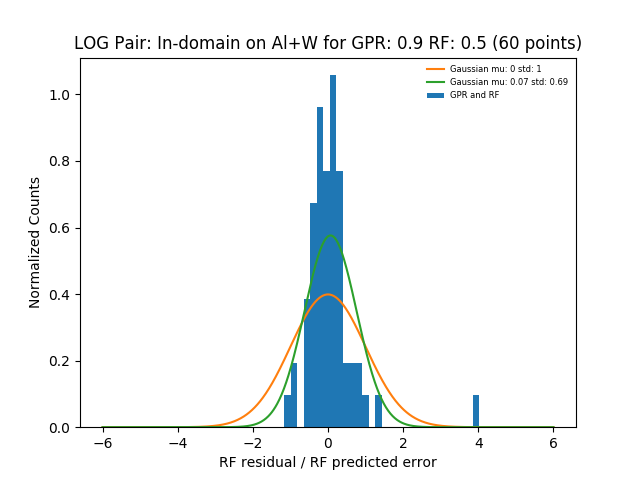 LOG Pair: In-domain on Al+W for GPR: 0.9 RF: 0.5 (60 points)
Gaussian mu: 0 std: 1
Gaussian mu: 0.07 std: 0.69
GPR and RF
Normalized Counts
1.0
0.8
0.6
0.4
0.2
0.0
−6 −4 −2 0 2 4 6
RF residual / RF predicted error